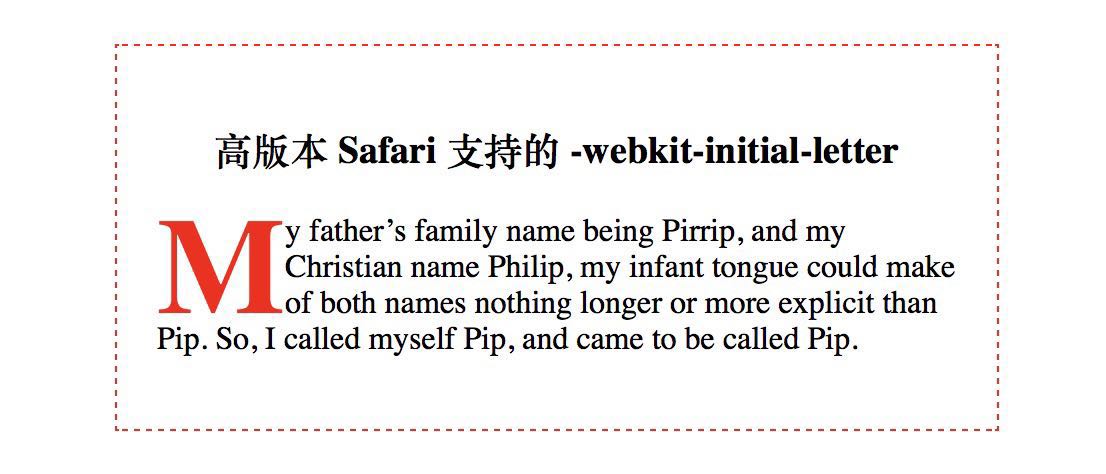 高版本 Safari 支持的 -webkit-initial-letter
My father’s family name being Pirrip, and my
Christian name Philip, my infant tongue could make
of both names nothing longer or more explicit than
Pip. So, I called myself Pip, and came to be called Pip.